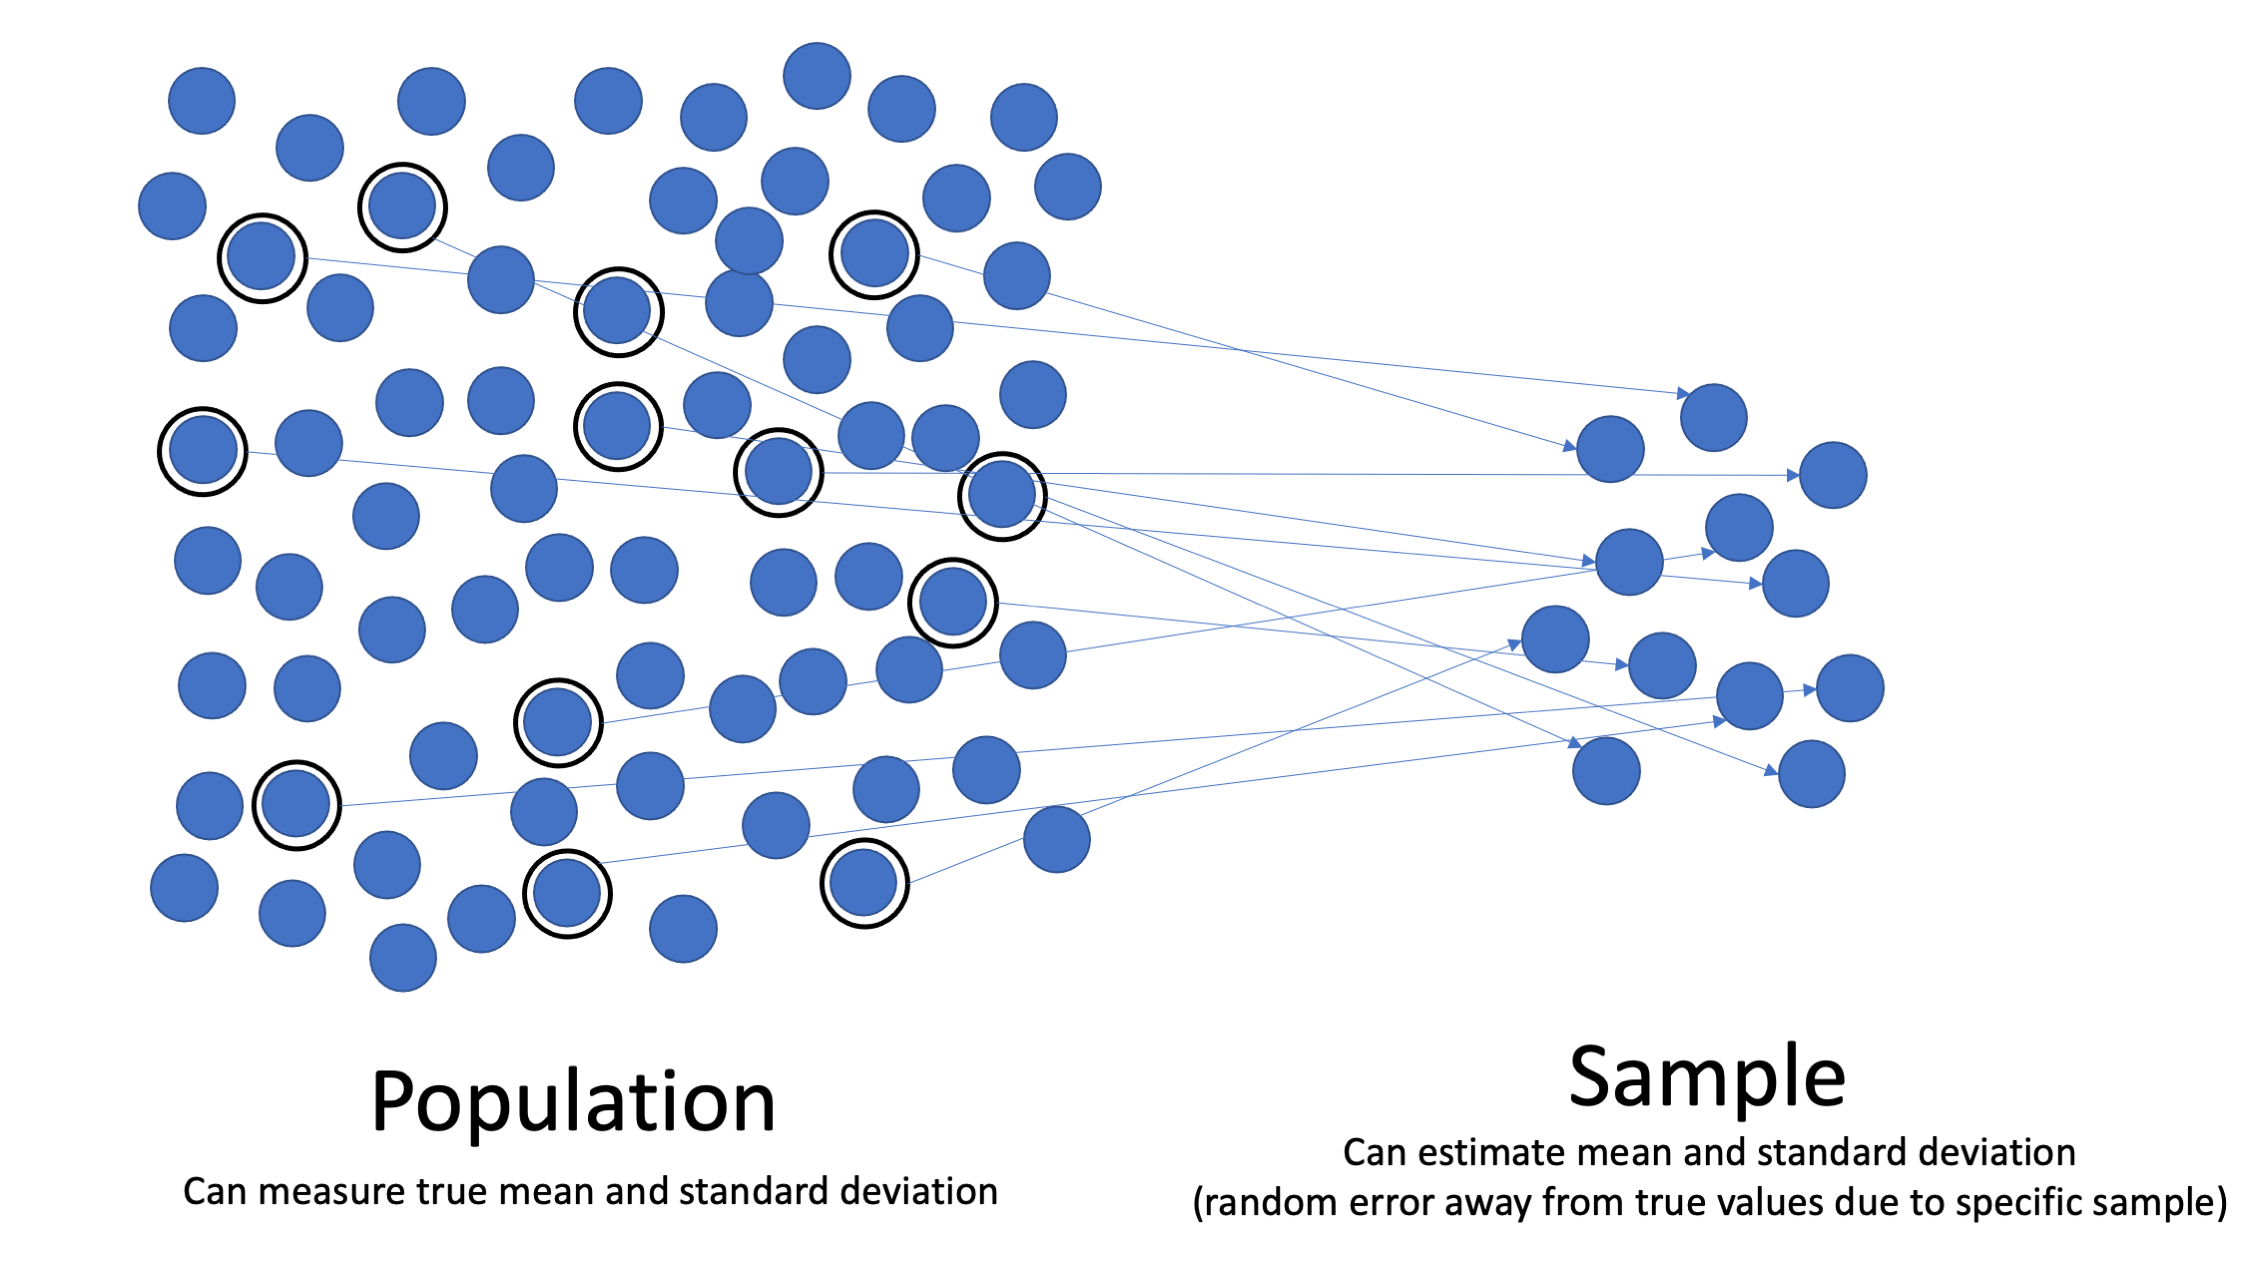 Population
Can measure true mean and standard deviation
Sample
Can estimate mean and standard deviation
(random error away from true values due to specific sample)